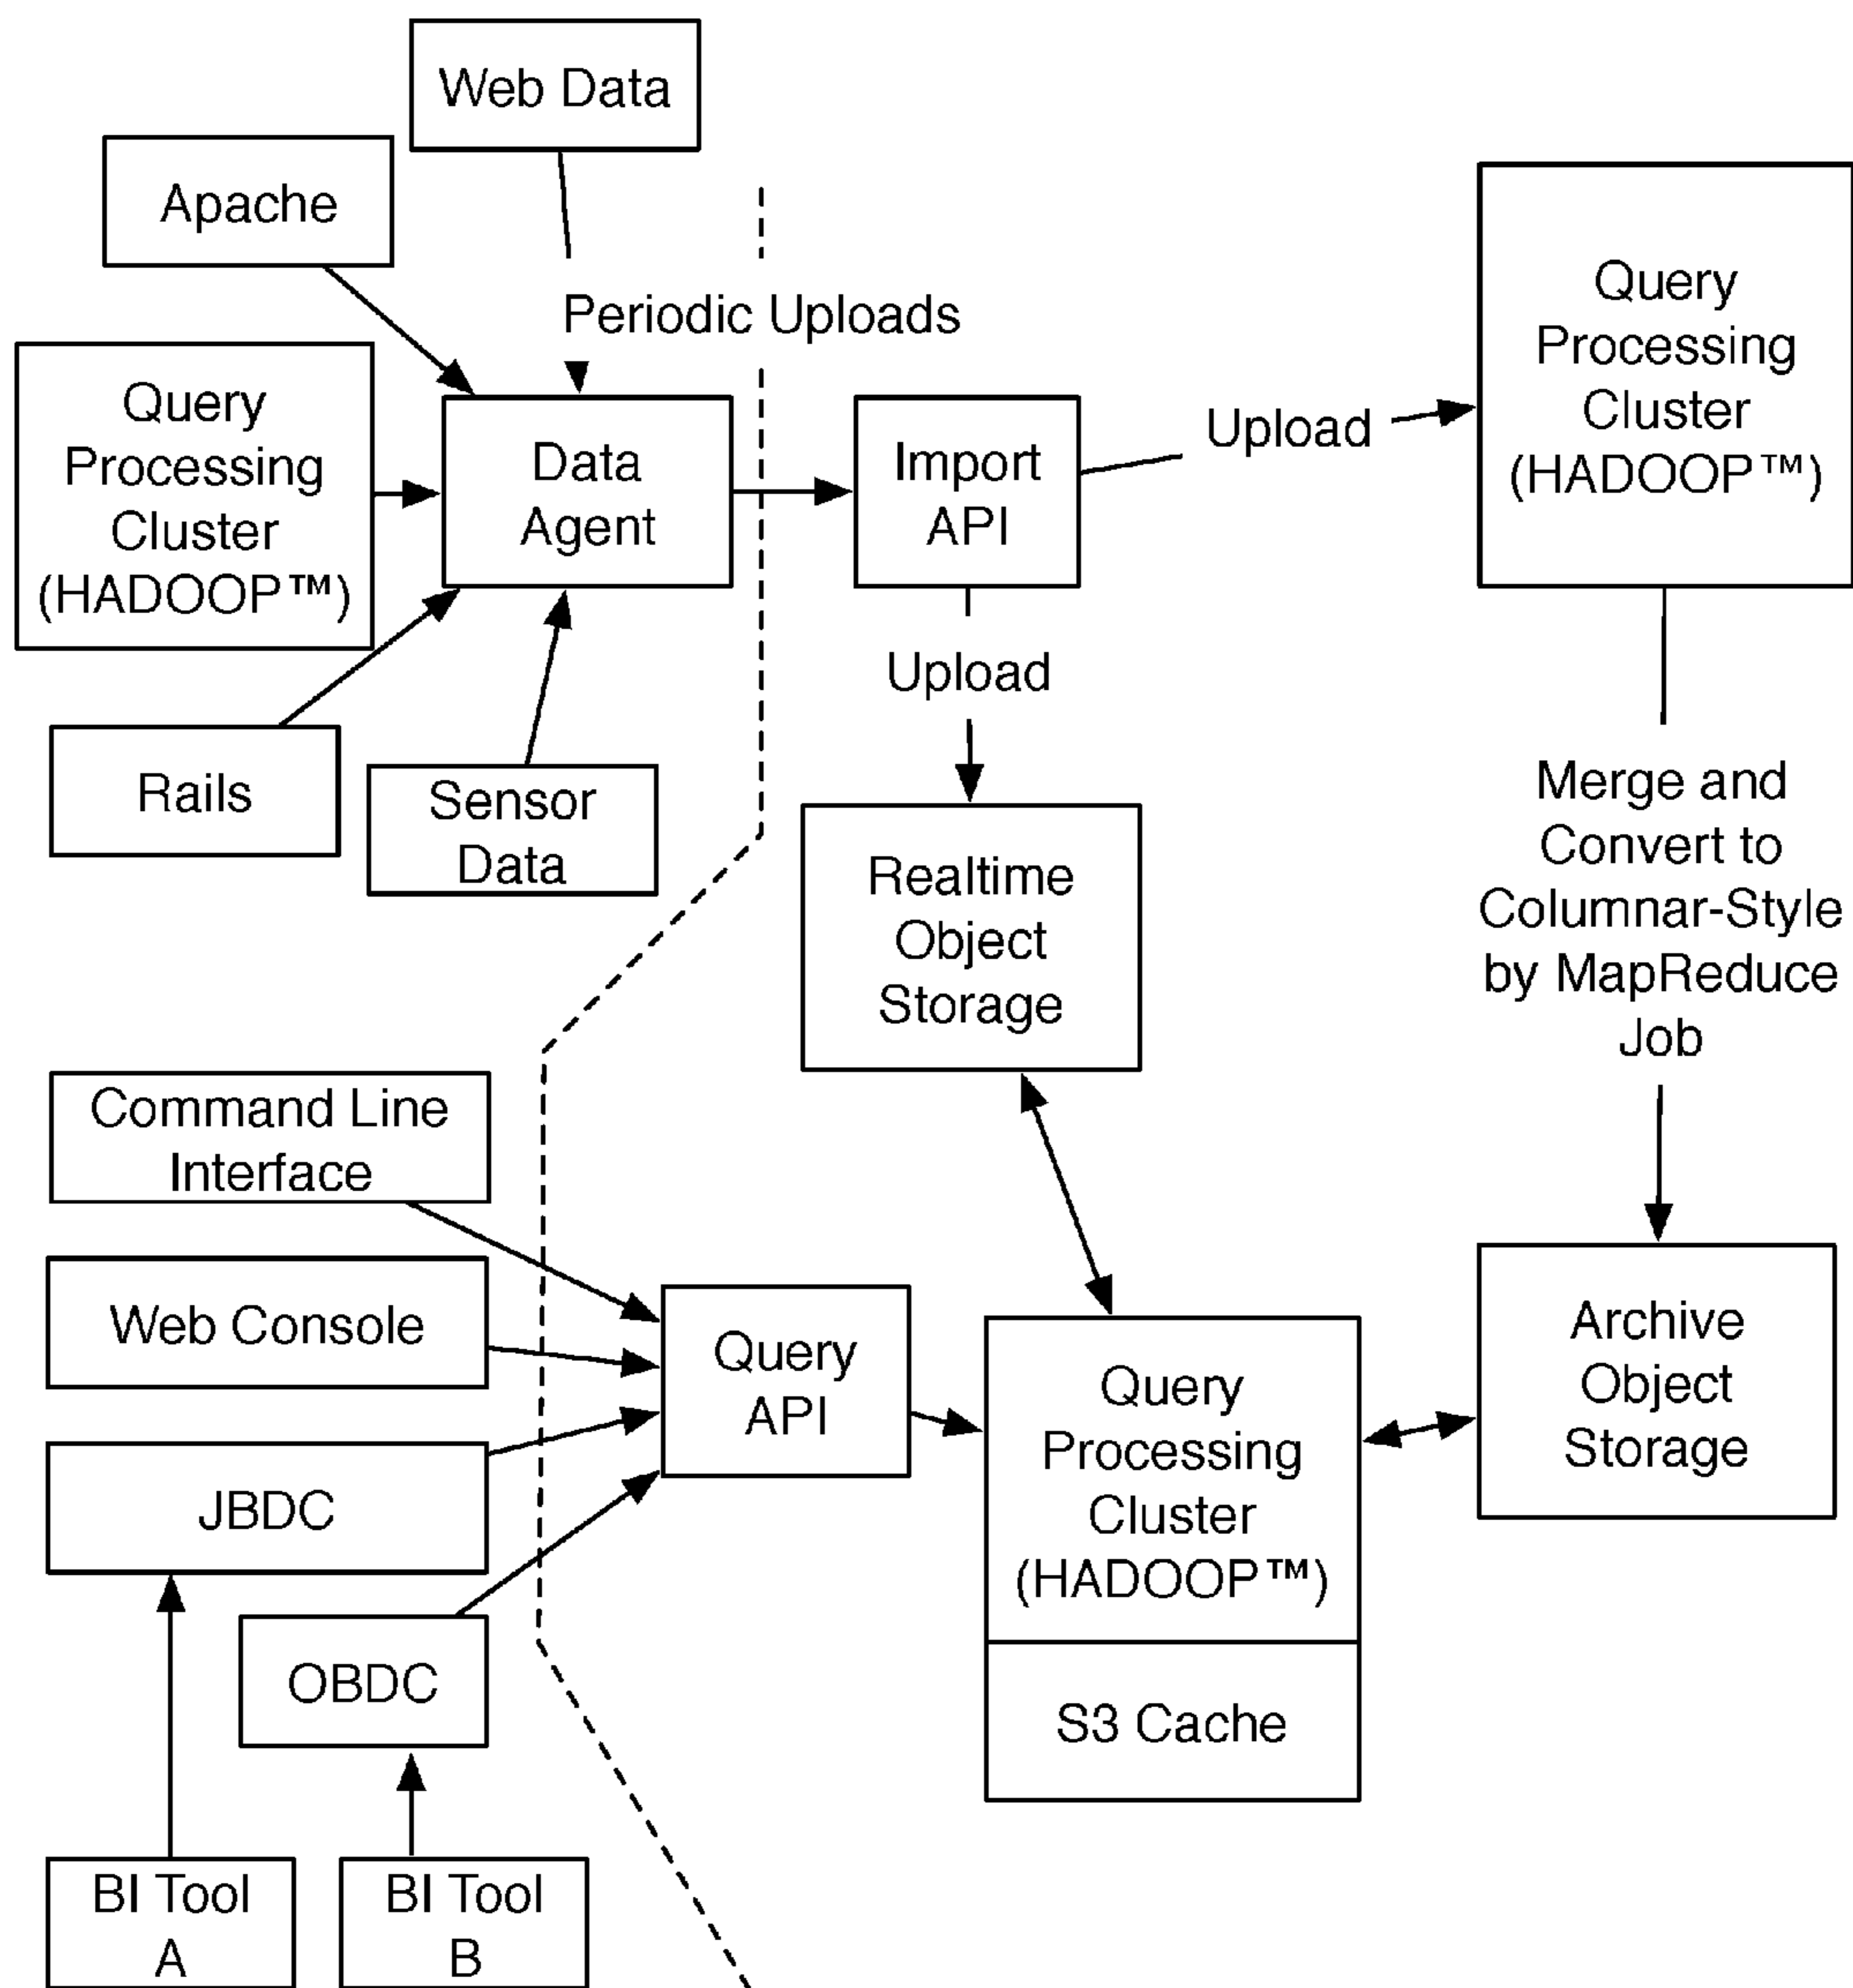 Web Data
Apache
Periodic Uploads
Query
Processing
Cluster
(HADOOP™)
Query
Processing
Cluster
(HADOOP™)
Data
Agent
Import
API
Upload
Upload
Rails
Sensor
Data
Realtime
Object
Storage
Merge and
Convert to
Columnar-Style
by MapReduce
Job
Command Line
Interface
Web Console
JBDC
OBDC
BI Tool
A
BI Tool
B
Query
API
Query
Processing
Cluster
(HADOOP™)
S3 Cache
Archive
Object
Storage